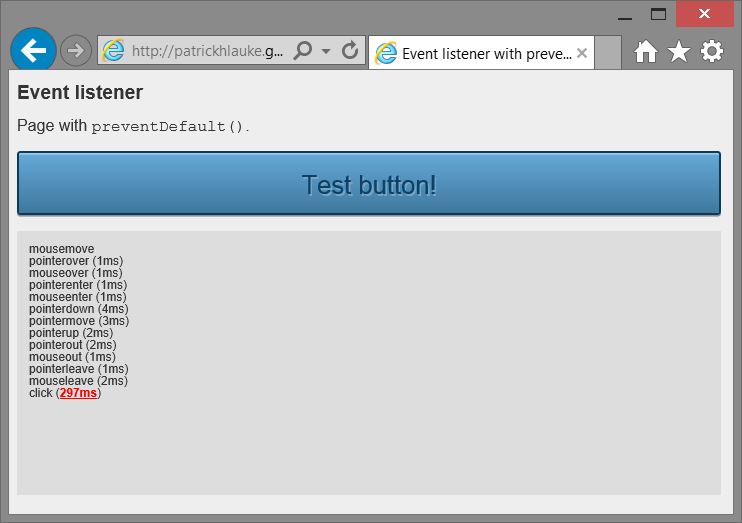 http://patrickhlauke.g...
Event listener with preve...
Event listener
Page with preventDefault().
Test button!
mousemove
pointerover (1ms)
mouseover (1ms)
pointerenter (1ms)
mouseenter (1ms)
pointerdown (4ms)
pointermove (3ms)
pointerup (2ms)
pointerout (2ms)
mouseout (1ms)
pointerleave (1ms)
mouseleave (2ms)
click (297ms)